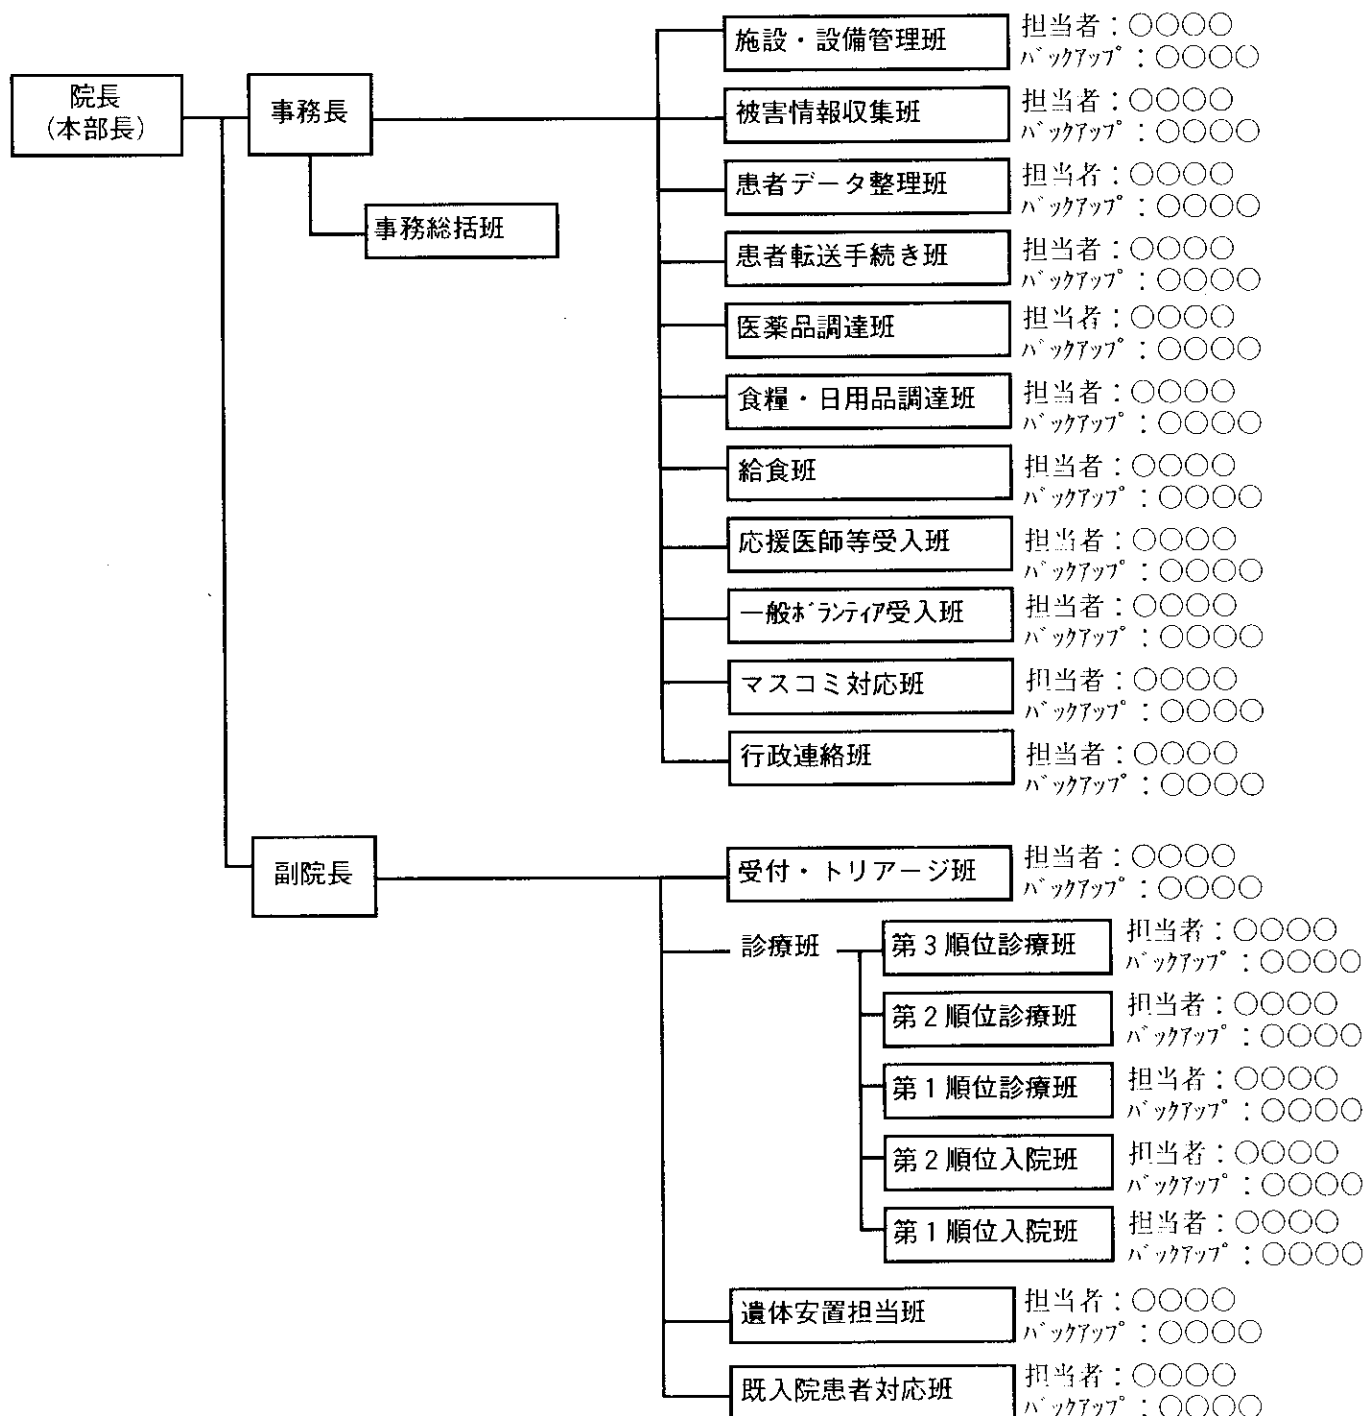 院長
（本部長）
事務長
事務総括班
施設・設備管理班
担当者：○○○○
ﾊﾞｯｸｱｯﾌﾟ：○○○○
被害情報収集班
担当者：○○○○
ﾊﾞｯｸｱｯﾌﾟ：○○○○
患者データ整理班
担当者：○○○○
ﾊﾞｯｸｱｯﾌﾟ：○○○○
患者転送手続き班
担当者：○○○○
ﾊﾞｯｸｱｯﾌﾟ：○○○○
医薬品調達班
担当者：○○○○
ﾊﾞｯｸｱｯﾌﾟ：○○○○
食糧・日用品調達班
担当者：○○○○
ﾊﾞｯｸｱｯﾌﾟ：○○○○
給食班
担当者：○○○○
ﾊﾞｯｸｱｯﾌﾟ：○○○○
応援医師等受入班
担当者：○○○○
ﾊﾞｯｸｱｯﾌﾟ：○○○○
一般ﾎﾞﾗﾝﾃｨｱ受入班
担当者：○○○○
ﾊﾞｯｸｱｯﾌﾟ：○○○○
マスコミ対応班
担当者：○○○○
ﾊﾞｯｸｱｯﾌﾟ：○○○○
行政連絡班
担当者：○○○○
ﾊﾞｯｸｱｯﾌﾟ：○○○○
副院長
受付・トリアージ班
担当者：○○○○
ﾊﾞｯｸｱｯﾌﾟ：○○○○
診療班
第3順位診療班
担当者：○○○○
ﾊﾞｯｸｱｯﾌﾟ：○○○○
第2順位診療班
担当者：○○○○
ﾊﾞｯｸｱｯﾌﾟ：○○○○
第1順位診療班
担当者：○○○○
ﾊﾞｯｸｱｯﾌﾟ：○○○○
第2順位入院班
担当者：○○○○
ﾊﾞｯｸｱｯﾌﾟ：○○○○
第1順位入院班
担当者：○○○○
ﾊﾞｯｸｱｯﾌﾟ：○○○○
遺体安置担当班
担当者：○○○○
ﾊﾞｯｸｱｯﾌﾟ：○○○○
既入院患者対応班
担当者：○○○○
ﾊﾞｯｸｱｯﾌﾟ：○○○○